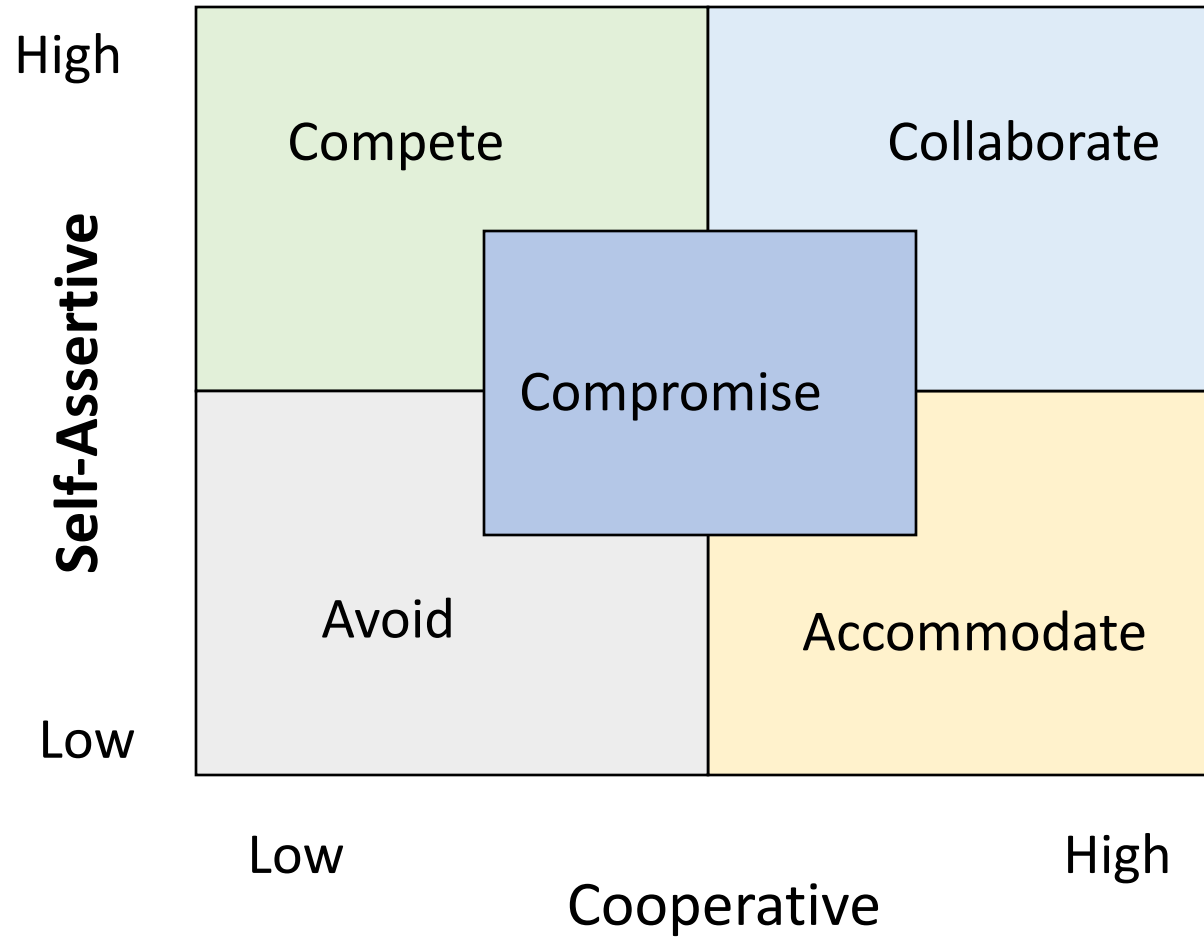 High
Compete
Collaborate
Self-Assertive
Compromise
Avoid
Accommodate
Low
Low
High
Cooperative